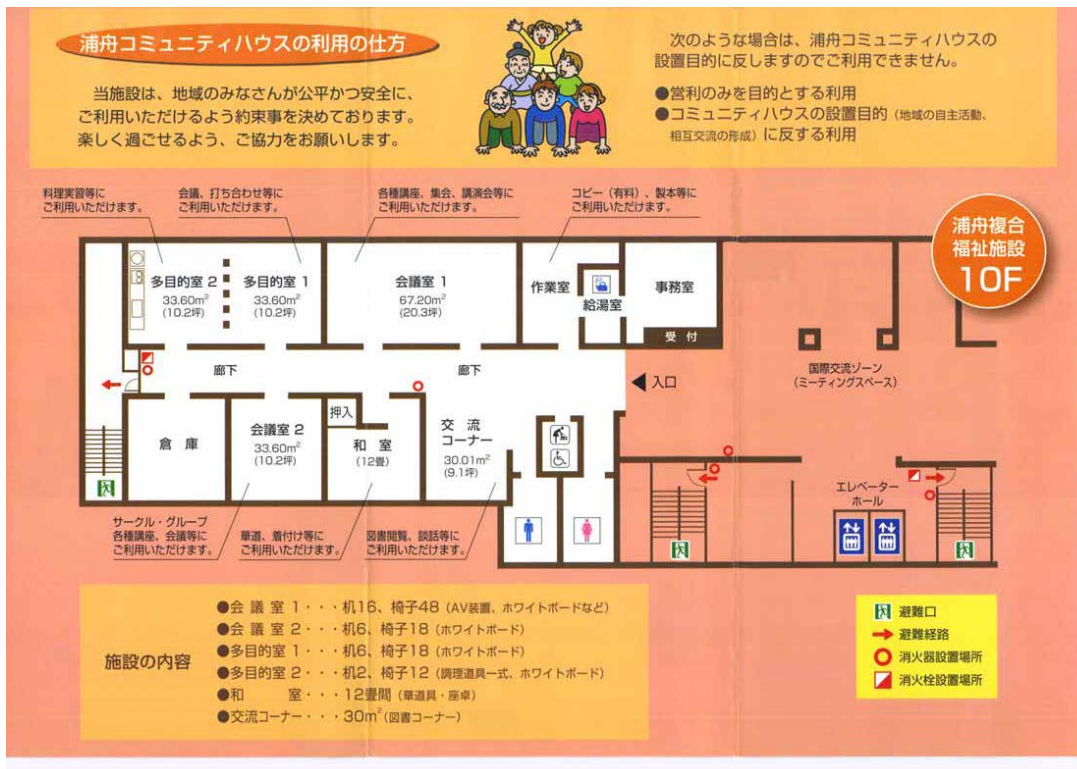 浦舟コミュニティハウスの利用の仕方
当施設は、地域のみなさんが公平かつ安全に、
ご利用いただけるよう約束事を決めております。
楽しく過ごせるよう、ご協力をお願いします。
次のような場合は、浦舟コミュニティハウスの
設置目的に反しますのでご利用できません。
●営利のみを目的とする利用
●コミュニティハウスの設置目的（地域の自主活動、
相互交流の形成）に反する利用
料理実習等に
ご利用いただけます。
会議、打ち合わせ等に
ご利用いただけます。
各種講座、集会、講演会等に
ご利用いただけます。
コピー（有料）、製本等に
ご利用いただけます。
浦舟複合
福祉施設
10F
多目的室 2
33.60m²
(10.2坪)
多目的室 1
33.60m²
(10.2坪)
会議室 1
67.20m²
(20.3坪)
作業室
給湯室
事務室
受 付
廊下
廊下
入口
国際交流ゾーン
（ミーティングスペース）
倉 庫
会議室 2
33.60m²
(10.2坪)
押入
和 室
(12畳)
交 流
コーナー
30.01m²
(9.1坪)
エレベーター
ホール
サークル・グループ
各種講座、会議等に
ご利用いただけます。
華道、着付け等に
ご利用いただけます。
図書閲覧、談話等に
ご利用いただけます。
施設の内容
●会 議 室 1・・・机16、椅子48（AV装置、ホワイトボードなど）
●会 議 室 2・・・机6、椅子18（ホワイトボード）
●多目的室 1・・・机6、椅子18（ホワイトボード）
●多目的室 2・・・机2、椅子12（調理道具一式、ホワイトボード）
●和 室・・・12畳間（華道具・座卓）
●交流コーナー・・・30m²(図書コーナー)
避難口
避難経路
消火器設置場所
消火栓設置場所